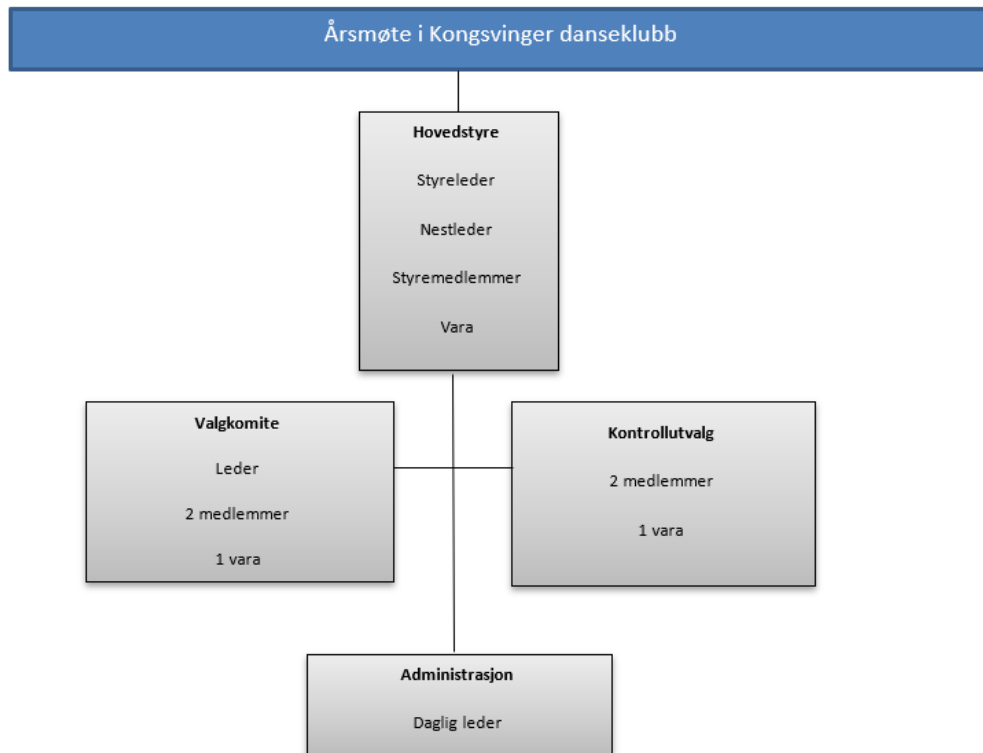 Årsmøte i Kongsvinger danseklubb
Hovedstyre
Styreleder
Nestleder
Styremedlemmer
Vara
Valgkomite
Leder
2 medlemmer
1 vara
Kontrollutvalg
2 medlemmer
1 vara
Administrasjon
Daglig leder